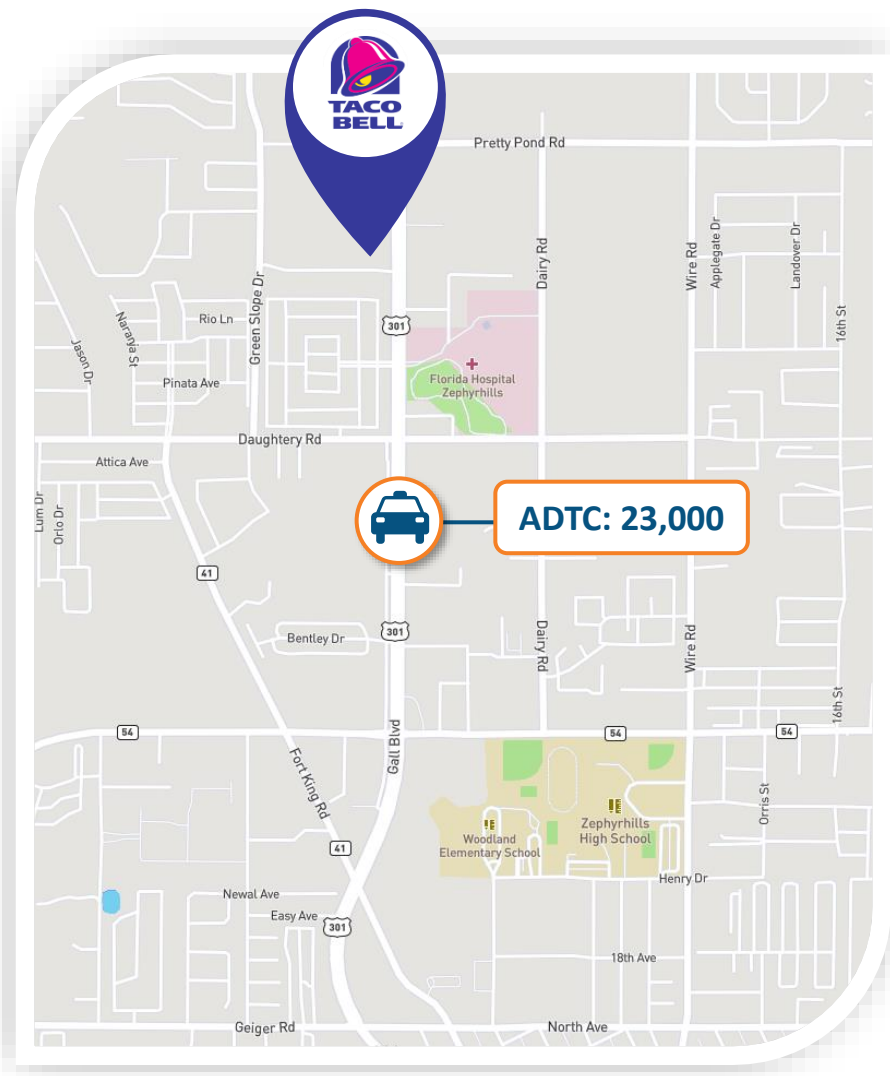 TACO
BELL
Pretty Pond Rd
Dairy Rd
Wire Rd
Applegate Dr
Landover Dr
16th St
Green Slope Dr
Rio Ln
Naranja St
Jason Dr
Pinata Ave
301
Florida Hospital
Zephyrhills
Daughtery Rd
Attica Ave
Lum Dr
Orlo Dr
ADTC: 23,000
41
Bentley Dr
301
Dairy Rd
Wire Rd
16th St
54
54
54
Gall Blvd
Fort King Rd
Orris St
Zephyrhills
High School
Woodland
Elementary School
41
Henry Dr
Newal Ave
Easy Ave
301
18th Ave
Geiger Rd
North Ave